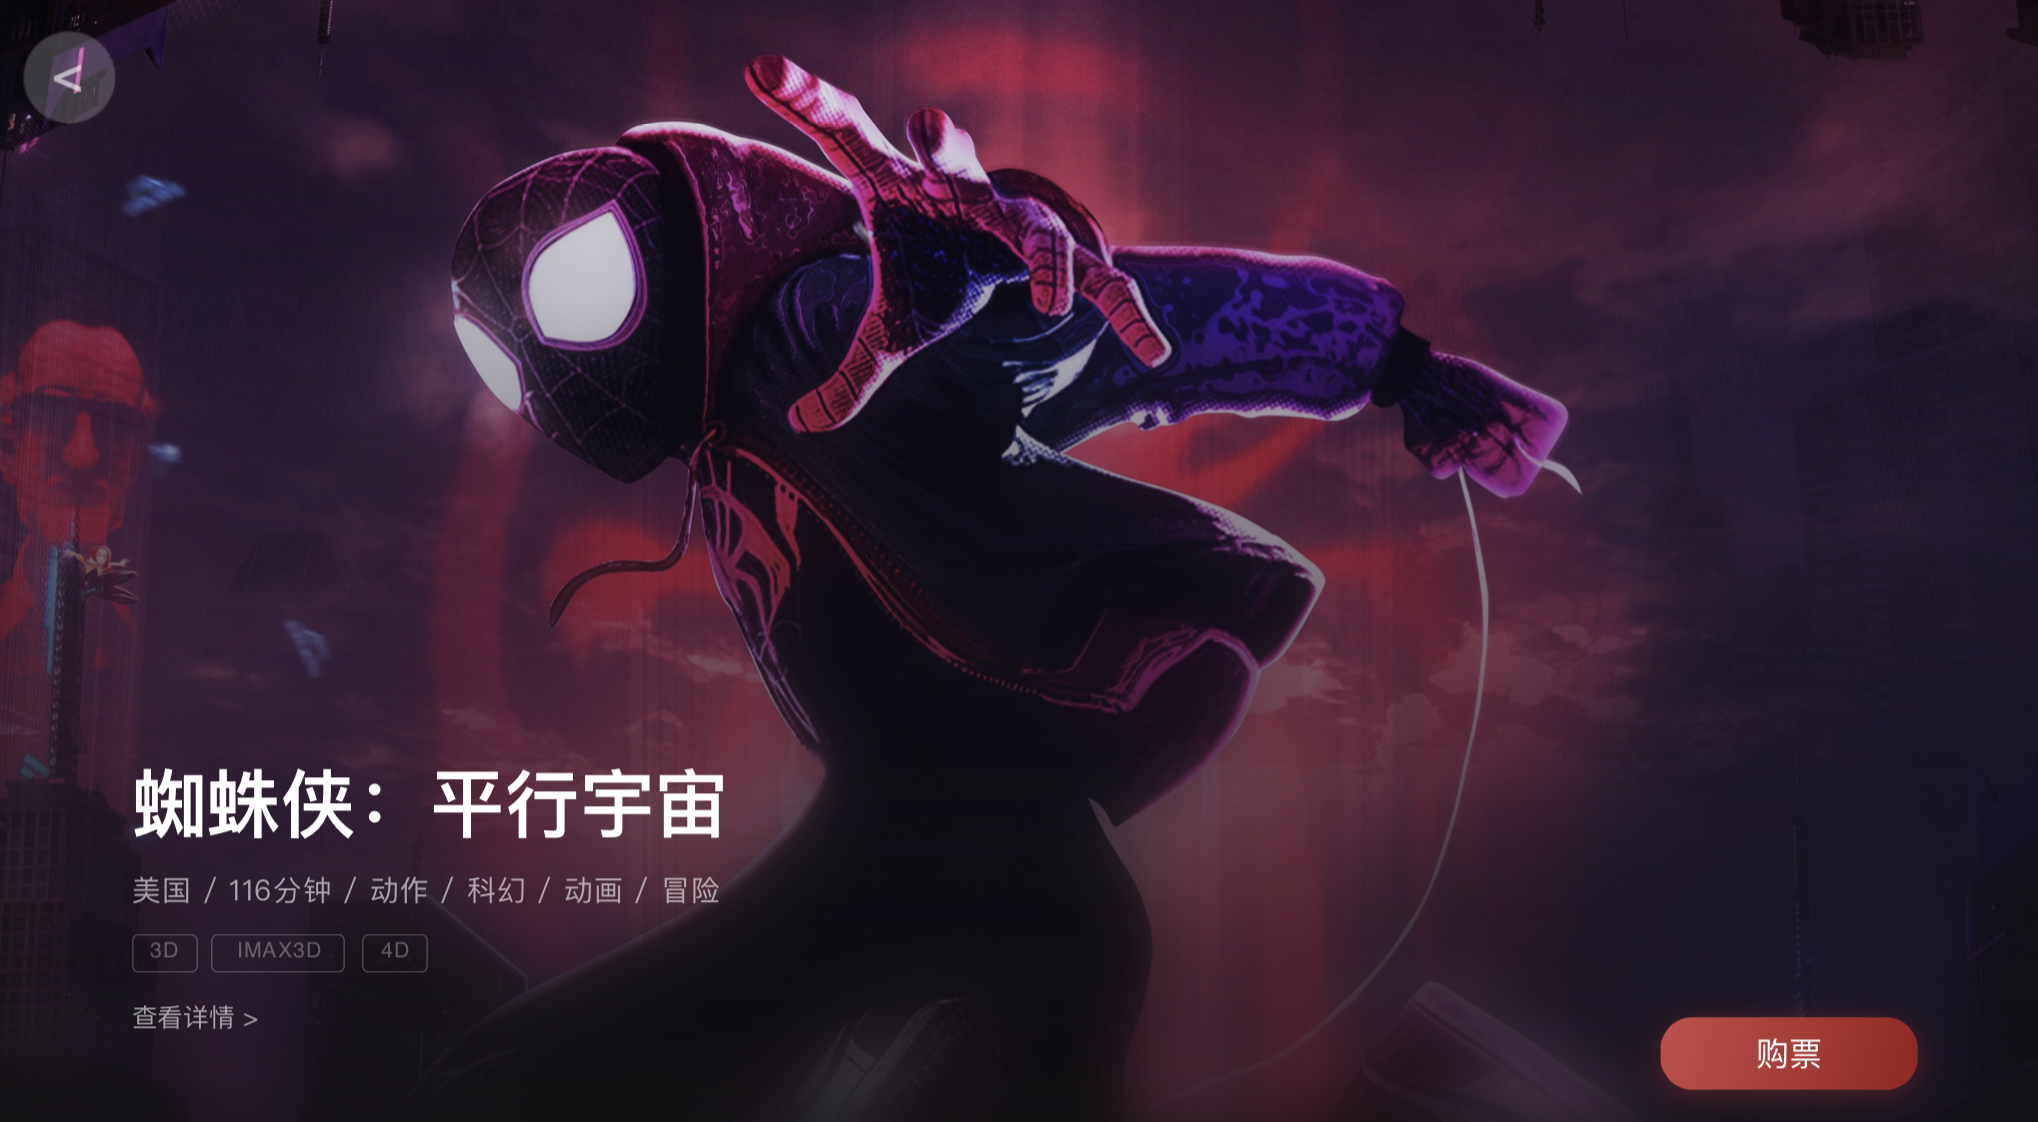 <
蜘蛛侠：平行宇宙
美国 / 116分钟 / 动作 / 科幻 / 动画 / 冒险
3D IMAX3D 4D
查看详情 >
购票